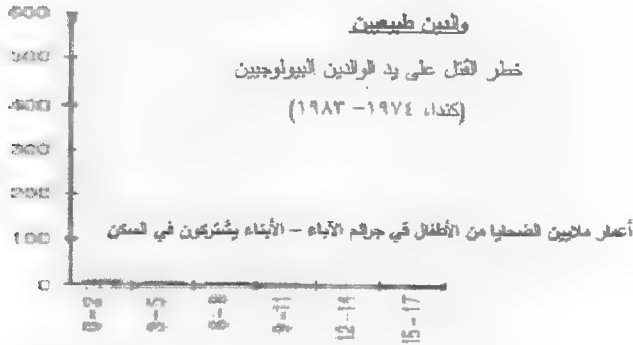 والدين طبيعيين
خطر القتل على يد الوالدين البيولوجيين
(كندا، ١٩٧٤ – ١٩٨٣)
600
500
400
300
200
أعمار ملايين الضحايا من الأطفال في جرائم الآباء – الأبناء يشتركون في السكن
100
0
0-2 3-5 6-8 9-11 12-14 15-17